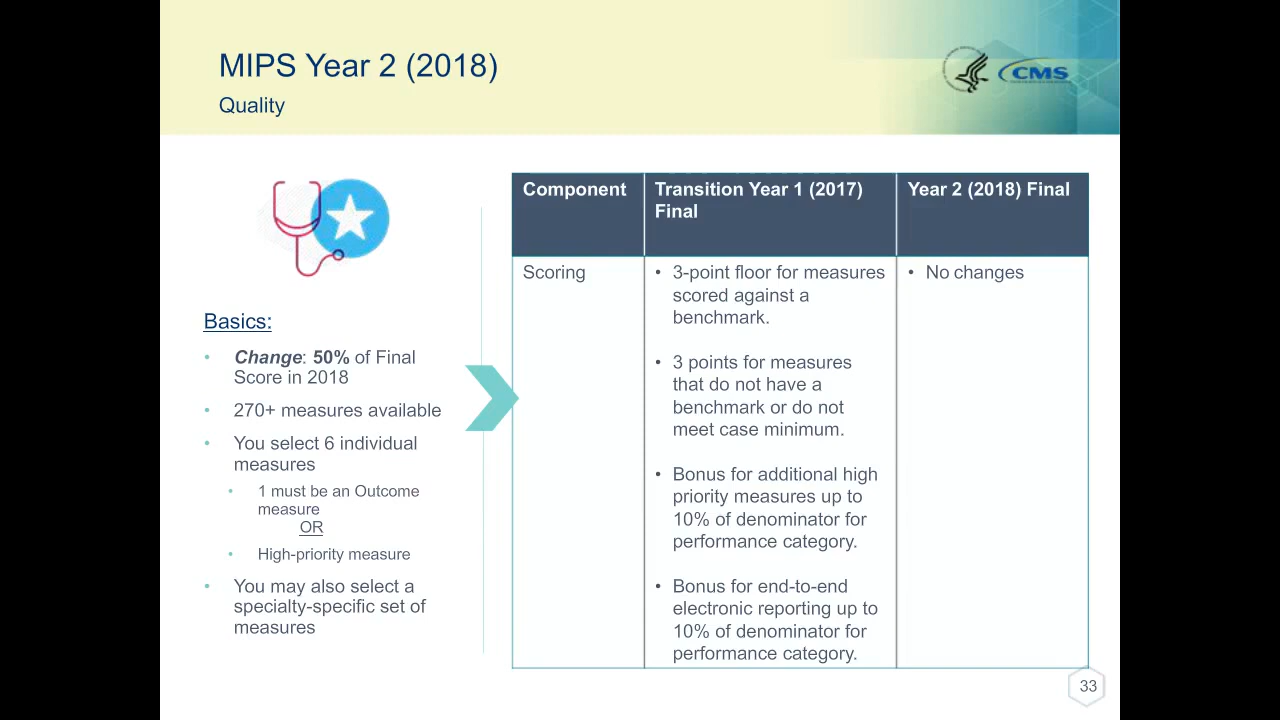 MIPS Year 2 (2018)
Quality
CMS
Basics:
• Change: 50% of Final
Score in 2018
• 270+ measures available
• You select 6 individual
measures
• 1 must be an Outcome
measure
OR
• High-priority measure
• You may also select a
specialty-specific set of
measures
Component
Transition Year 1 (2017)
Final
Year 2 (2018) Final
Scoring
• 3-point floor for measures
scored against a
benchmark.
• 3 points for measures
that do not have a
benchmark or do not
meet case minimum.
• Bonus for additional high
priority measures up to
10% of denominator for
performance category.
• Bonus for end-to-end
electronic reporting up to
10% of denominator for
performance category.
• No changes
33